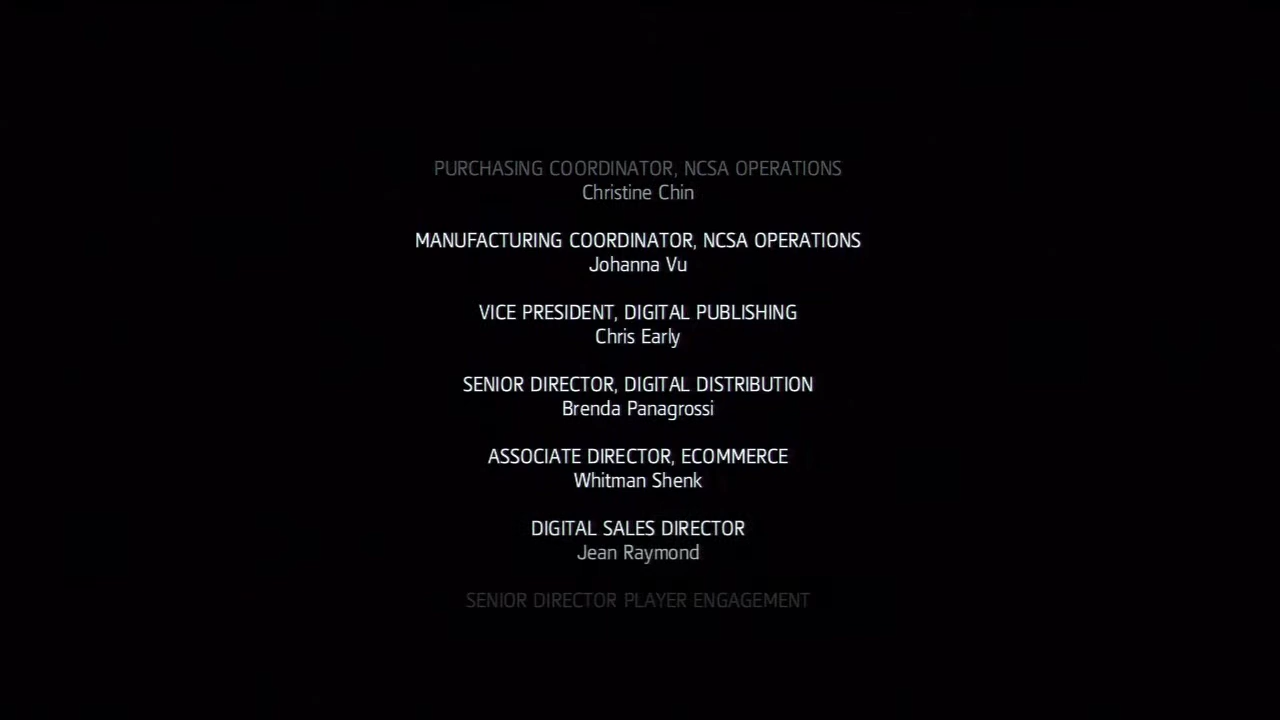 PURCHASING COORDINATOR, NCSA OPERATIONS
Christine Chin
MANUFACTURING COORDINATOR, NCSA OPERATIONS
Johanna Vu
VICE PRESIDENT, DIGITAL PUBLISHING
Chris Early
SENIOR DIRECTOR, DIGITAL DISTRIBUTION
Brenda Panagrossi
ASSOCIATE DIRECTOR, ECOMMERCE
Whitman Shenk
DIGITAL SALES DIRECTOR
Jean Raymond
SENIOR DIRECTOR PLAYER ENGAGEMENT